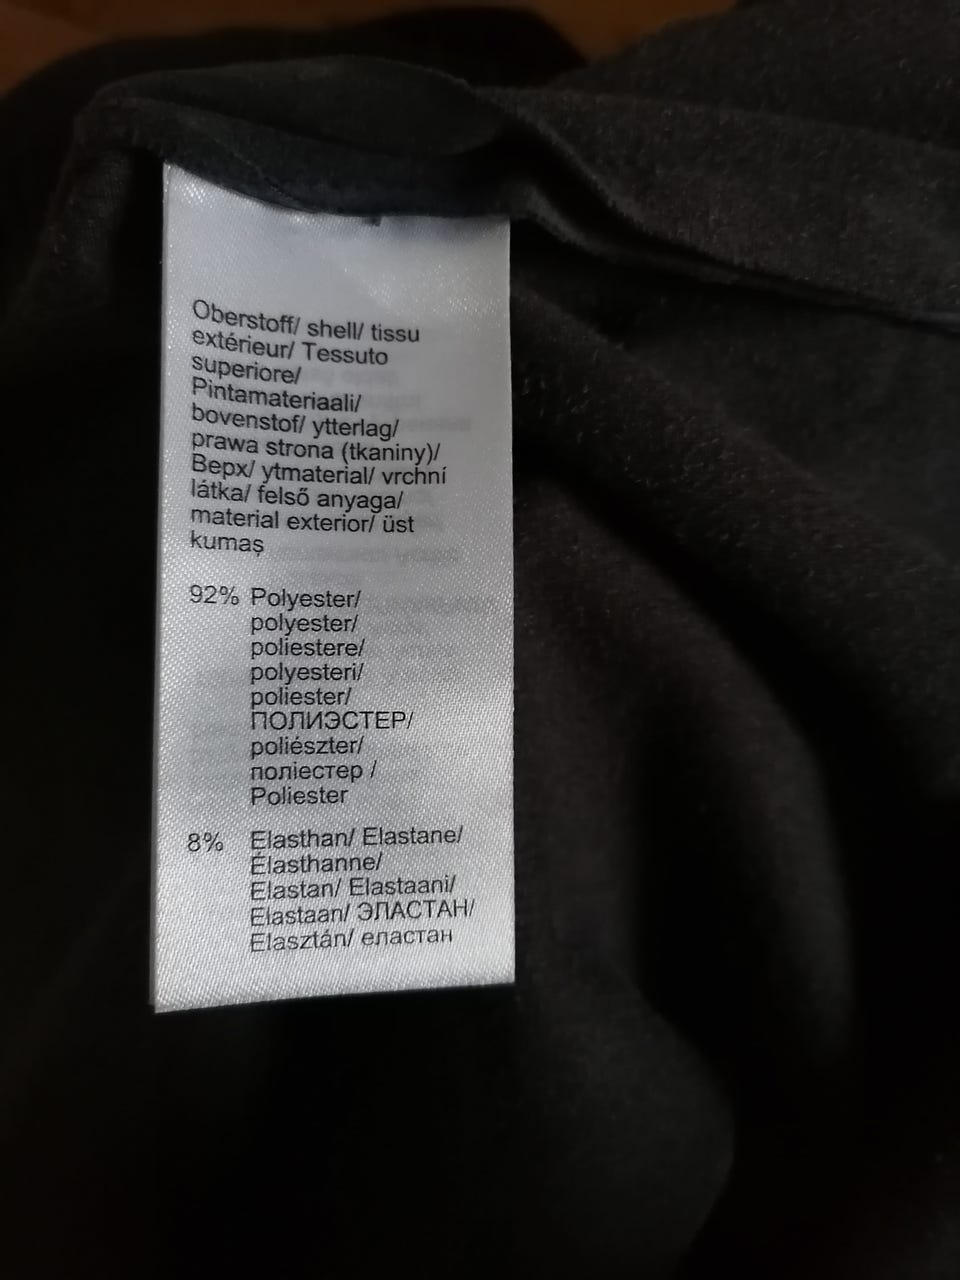 Oberstoff/ shell/ tissu
extérieur/ Tessuto
superiore/
Pintamateriaali/
bovenstof/ ytterlag/
prawa strona (tkaniny)/
Верх/ ytmaterial/ vrchní
látka/ felső anyaga/
material exterior/ üst
kumaş
92% Polyester/
polyester/
poliestere/
polyesteri/
poliester/
ПОЛИЭСТЕР/
poliészter/
поліестер /
Poliester
8% Elasthan/ Elastane/
Élasthanne/
Elastan/ Elastaani/
Elastaan/ ЭЛАСТАН/
Elasztán/ еластан